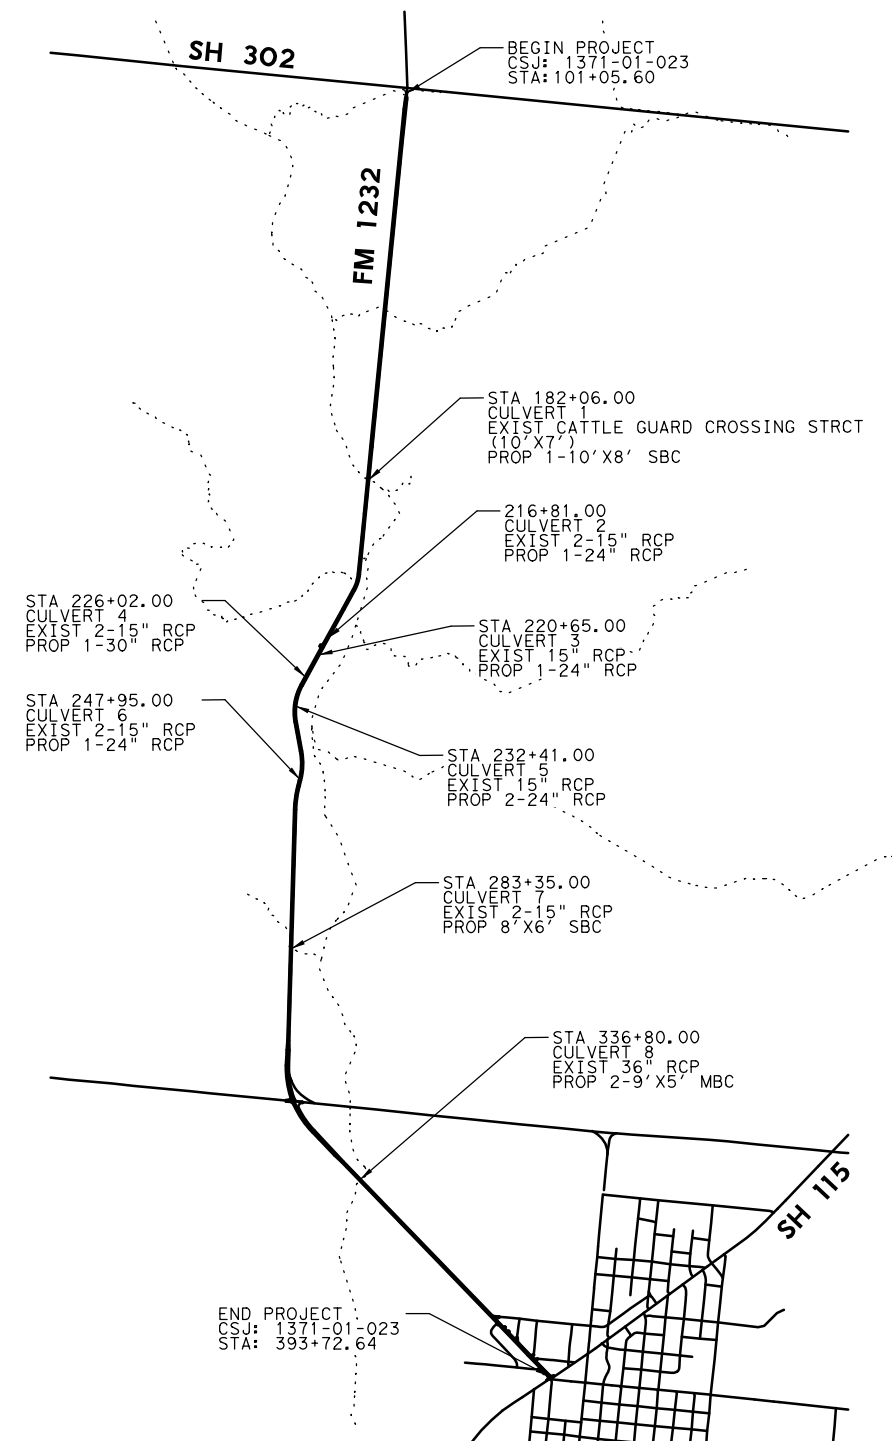 SH 302
BEGIN PROJECT
CSJ: 1371-01-023
STA:101+05.60
FM 1232
STA 182+06.00
CULVERT 1
EXIST CATTLE GUARD CROSSING STRCT
(10'X7')
PROP 1-10'X8' SBC
216+81.00
CULVERT 2
EXIST 2-15" RCP
PROP 1-24" RCP
STA 226+02.00
CULVERT 4
EXIST 2-15" RCP
PROP 1-30" RCP
STA 220+65.00
CULVERT 3
EXIST 15" RCP
PROP 1-24" RCP
STA 247+95.00
CULVERT 6
EXIST 2-15" RCP
PROP 1-24" RCP
STA 232+41.00
CULVERT 5
EXIST 15" RCP
PROP 2-24" RCP
STA 283+35.00
CULVERT 7
EXIST 2-15" RCP
PROP 8'X6' SBC
STA 336+80.00
CULVERT 8
EXIST 36" RCP
PROP 2-9'X5' MBC
SH 115
END PROJECT
CSJ: 1371-01-023
STA: 393+72.64